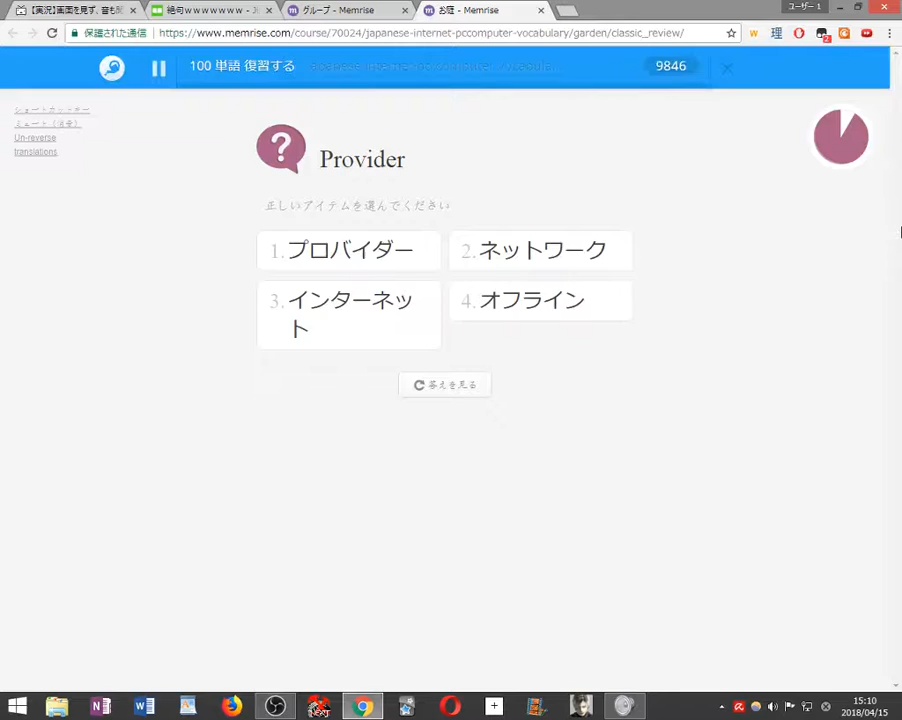 【実況】画面を見ず、音も配
絶句ｗｗｗｗｗｗｗ - J
グループ - Memrise
お庭 - Memrise
ユーザー 1
保護された通信
https://www.memrise.com/course/70024/japanese-internet-pccomputer-vocabulary/garden/classic_review/
100 単語 復習する
9846
ショートカットキー
ミュート（消音）
Un-reverse
translations
Provider
正しいアイテムを選んでください
1. プロバイダー
2. ネットワーク
3. インターネッ
ト
4. オフライン
答えを見る
15:10
2018/04/15